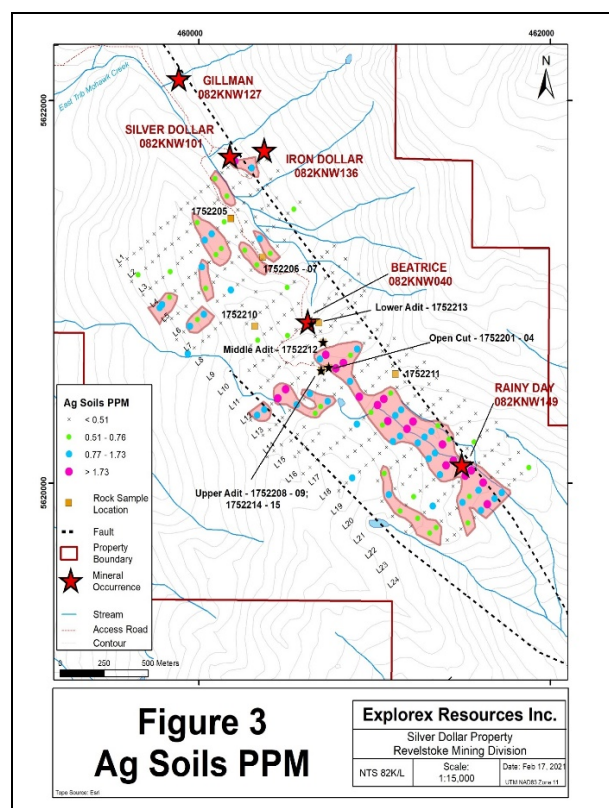 460000
462000
N
GILLMAN
082KNW127
East Trib Mohawk Creek
5622000
SILVER DOLLAR
082KNW101
IRON DOLLAR
082KNW136
1752205
1752206 - 07
BEATRICE
082KNW040
L1
L2
L3
L4
L5
L6
L7
L8
L9
L10
L11
L12
L13
L14
L15
L16
L17
L18
L19
L20
L21
L22
L23
L24
1752210
Lower Adit - 1752213
Middle Adit - 1752212
Open Cut - 1752201 - 04
1752211
RAINY DAY
082KNW149
5620000
Upper Adit - 1752208 - 09;
1752214 - 15
Ag Soils PPM
< 0.51
0.51 - 0.76
0.77 - 1.73
> 1.73
Rock Sample
Location
Fault
Property
Boundary
Mineral
Occurrence
Stream
Access Road
Contour
0 250 500 Meters
Figure 3
Ag Soils PPM
Tape Source: Esri
Explorex Resources Inc.
Silver Dollar Property
Revelstoke Mining Division
NTS 82K/L
Scale:
1:15,000
Date: Feb 17, 2021
UTM NAD83 Zone 11